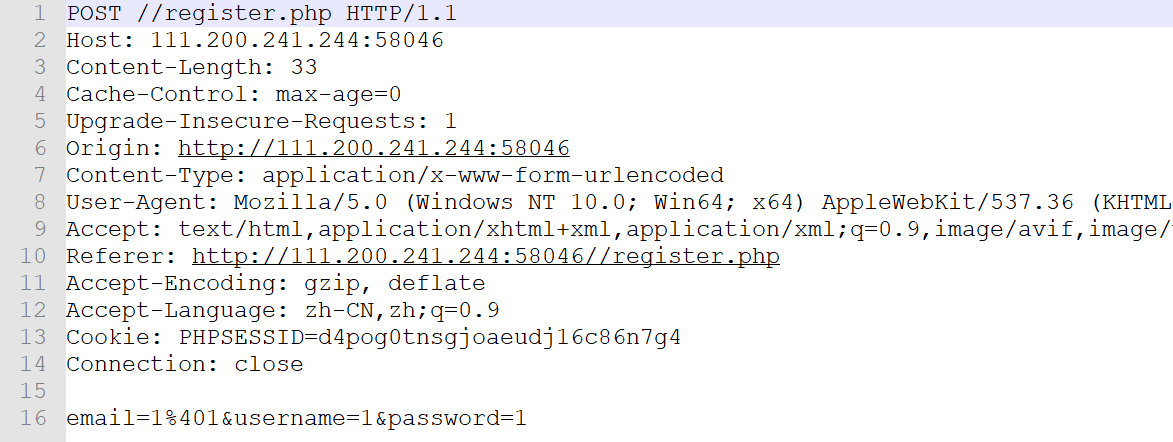 1 POST //register.php HTTP/1.1
2 Host: 111.200.241.244:58046
3 Content-Length: 33
4 Cache-Control: max-age=0
5 Upgrade-Insecure-Requests: 1
6 Origin: http://111.200.241.244:58046
7 Content-Type: application/x-www-form-urlencoded
8 User-Agent: Mozilla/5.0 (Windows NT 10.0; Win64; x64) AppleWebKit/537.36 (KHTML
9 Accept: text/html,application/xhtml+xml,application/xml;q=0.9,image/avif,image/
10 Referer: http://111.200.241.244:58046//register.php
11 Accept-Encoding: gzip, deflate
12 Accept-Language: zh-CN,zh;q=0.9
13 Cookie: PHPSESSID=d4pog0tnsgjoaeudj16c86n7g4
14 Connection: close
15
16 email=1%401&username=1&password=1